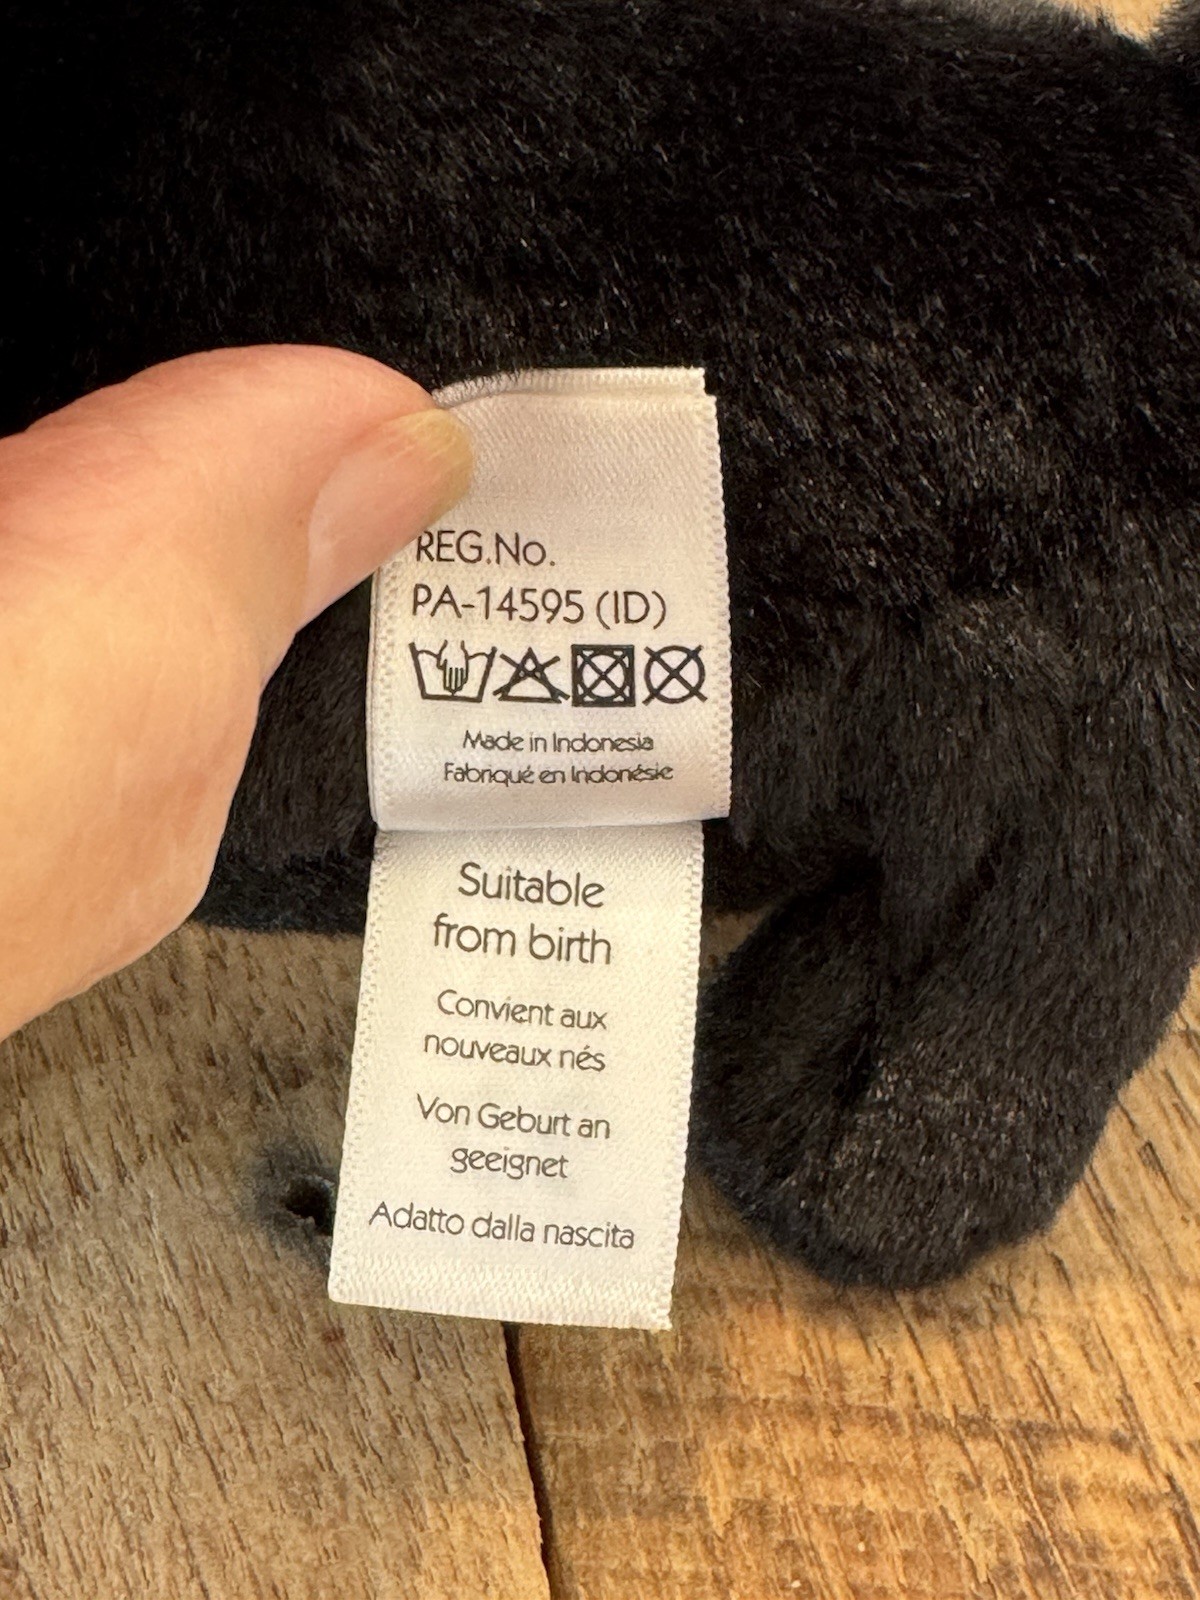 REG.No.
PA-14595 (ID)
Made in Indonesia
Fabriqué en Indonésie
Suitable
from birth
Convient aux
nouveaux nés
Von Geburt an
geeignet
Adatto dalla nascita